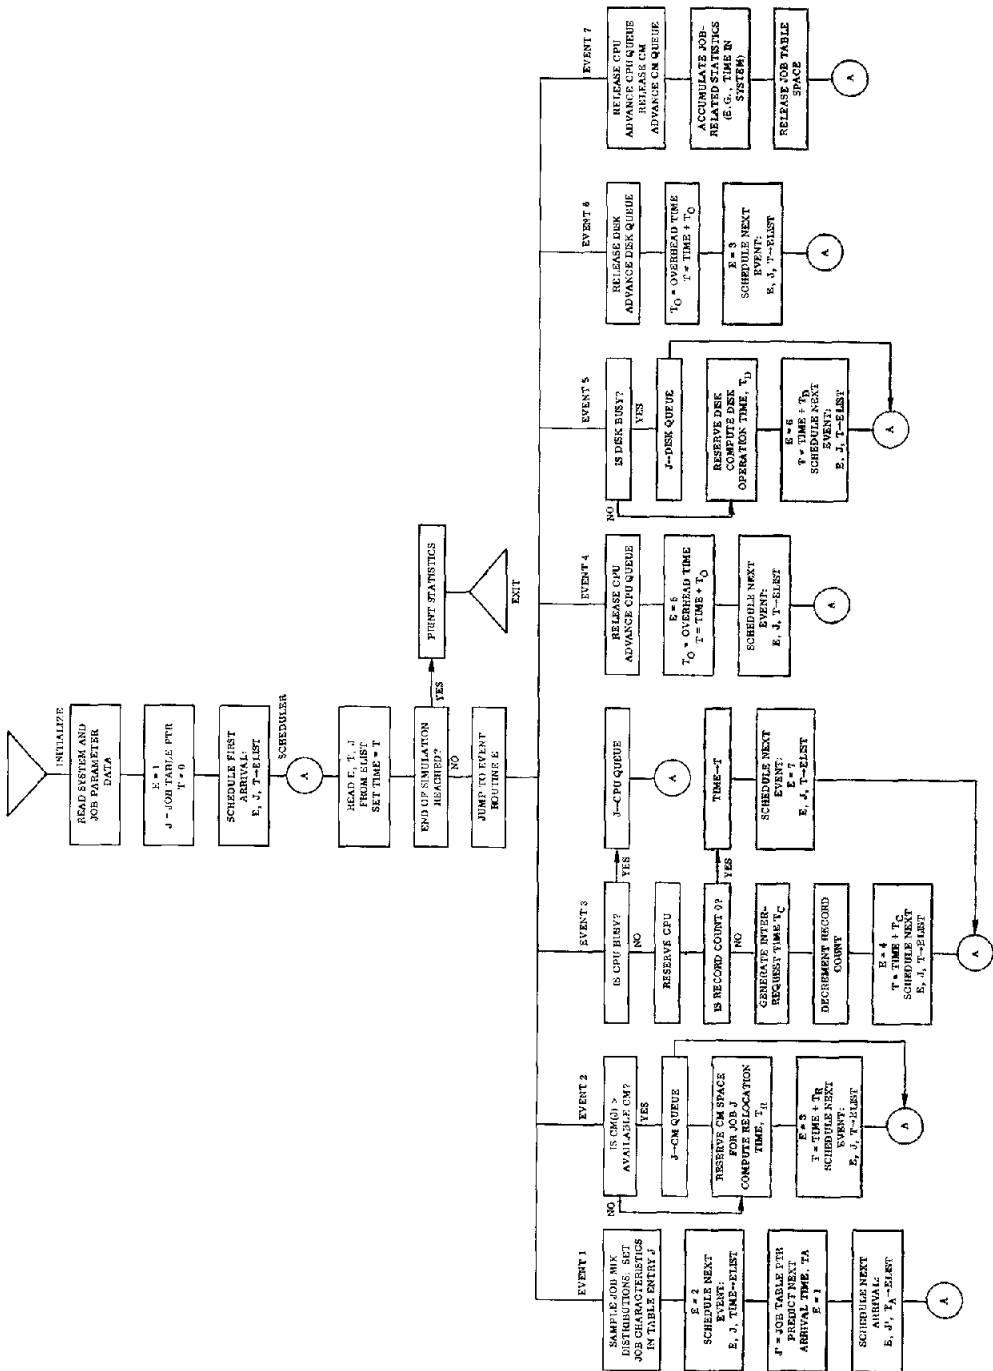 INITIALIZE
READ SYSTEM AND
JOB PARAMETER
DATA
E = 1
J = JOB TABLE PTR
T = 0
SCHEDULE FIRST
ARRIVAL:
E, J, T→ELIST
SCHEDULER
A
READ E, T, J
FROM ELIST
SET TIME = T
END OF SIMULATION
REACHED?
YES
PRINT STATISTICS
EXIT
NO
JUMP TO EVENT
ROUTINE E
EVENT 1
SAMPLE JOB MIX
DISTRIBUTIONS: SET
JOB CHARACTERISTICS
IN TABLE ENTRY J
E = 2
SCHEDULE NEXT
EVENT:
E, J, TIME→ELIST
J' = JOB TABLE PTR
PREDICT NEXT
ARRIVAL TIME, TA
E = 1
SCHEDULE NEXT
ARRIVAL:
E, J', TA→ELIST
A
EVENT 2
IS CM(J) >
AVAILABLE CM?
NO
YES
J→CM QUEUE
RESERVE CM SPACE
FOR JOB J
COMPUTE RELOCATION
TIME, TR
E = 3
T = TIME + TR
SCHEDULE NEXT
EVENT:
E, J, T→ELIST
A
EVENT 3
IS CPU BUSY?
YES
J→CPU QUEUE
A
NO
RESERVE CPU
IS RECORD COUNT 0?
YES
TIME→T
SCHEDULE NEXT
EVENT:
E = 7
E, J, T→ELIST
NO
GENERATE INTER-
REQUEST TIME TC
DECREMENT RECORD
COUNT
E = 4
T = TIME + TC
SCHEDULE NEXT
E, J, T→ELIST
A
EVENT 4
RELEASE CPU
ADVANCE CPU QUEUE
E = 5
TO = OVERHEAD TIME
T = TIME + TO
SCHEDULE NEXT
EVENT:
E, J, T→ELIST
A
EVENT 5
IS DISK BUSY?
NO
YES
J→DISK QUEUE
RESERVE DISK
COMPUTE DISK
OPERATION TIME, TD
E = 6
T = TIME + TD
SCHEDULE NEXT
EVENT:
E, J, T→ELIST
A
EVENT 6
RELEASE DISK
ADVANCE DISK QUEUE
TO = OVERHEAD TIME
T = TIME + TO
E = 3
SCHEDULE NEXT
EVENT:
E, J, T→ELIST
A
EVENT 7
RELEASE CPU
ADVANCE CPU QUEUE
RELEASE CM
ADVANCE CM QUEUE
ACCUMULATE JOB-
RELATED STATISTICS
(E.G., TIME IN
SYSTEM)
RELEASE JOB TABLE
SPACE
A